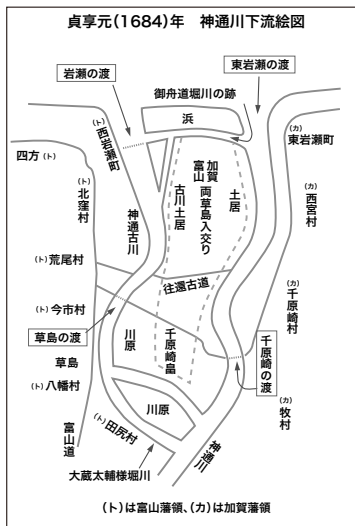 貞享元(1684)年　神通川下流絵図
東岩瀬の渡
岩瀬の渡
御舟道堀川の跡
浜
(ト)西岩瀬町
(カ)東岩瀬町
四方(ト)
(ト)北窪村
加賀
富山
両草島入交り
土居
古川土居
神通古川
(カ)西宮村
(ト)荒尾村
往還古道
(ト)今市村
(カ)千原崎村
草島の渡
川原
千原崎畠
千原崎の渡
草島
(ト)八幡村
川原
(カ)牧村
(ト)田尻村
富山道
神通川
大蔵太輔様堀川
(ト)は富山藩領、(カ)は加賀藩領